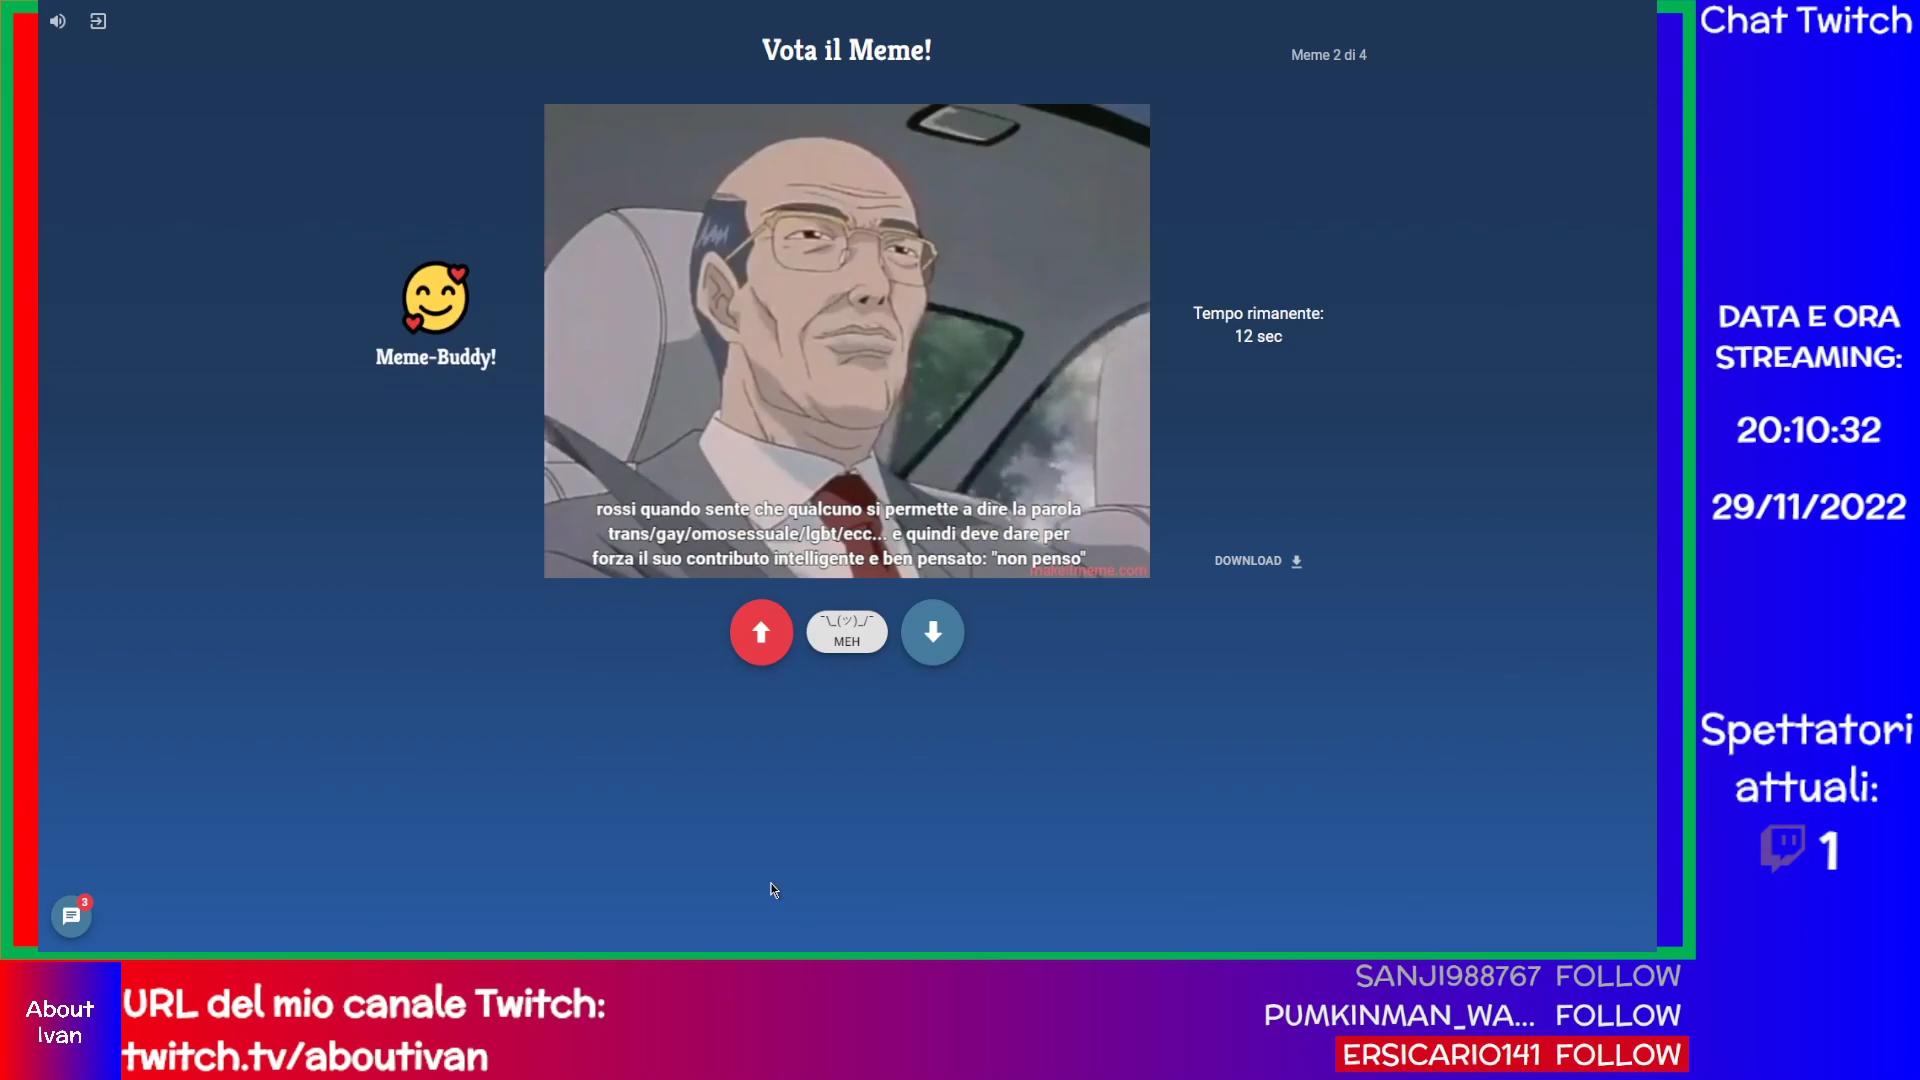 Vota il Meme!
Meme 2 di 4
Meme-Buddy!
Tempo rimanente:
12 sec
rossi quando sente che qualcuno si permette a dire la parola
trans/gay/omosessuale/lgbt/ecc... e quindi deve dare per
forza il suo contributo intelligente e ben pensato: "non penso"
makeitmeme.com
DOWNLOAD
¯\_(ツ)_/¯
MEH
3
Chat Twitch
DATA E ORA
STREAMING:
20:10:32
29/11/2022
Spettatori
attuali:
1
About
Ivan
URL del mio canale Twitch:
twitch.tv/aboutivan
SANJI988767 FOLLOW
PUMKINMAN_WA... FOLLOW
ERSICARIO141 FOLLOW